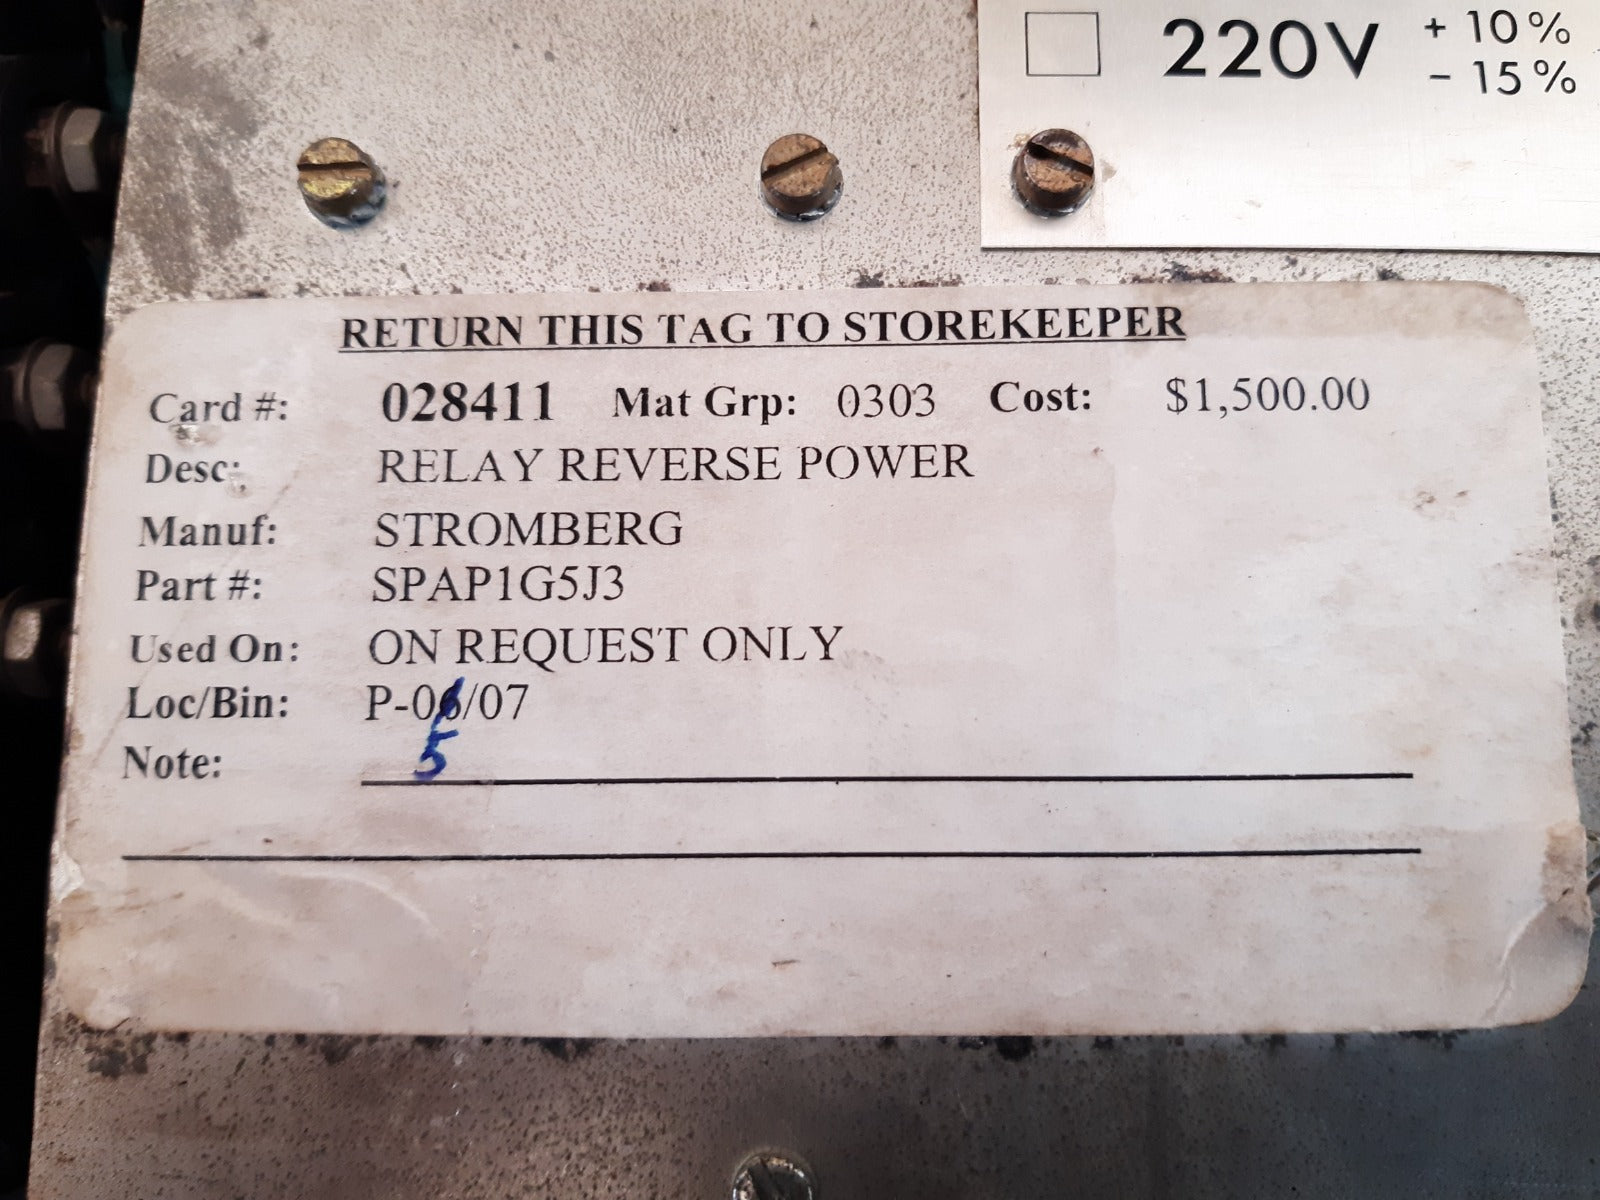 220V + 10%
- 15%
RETURN THIS TAG TO STOREKEEPER
Card #: 028411 Mat Grp: 0303 Cost: $1,500.00
Desc: RELAY REVERSE POWER
Manuf: STROMBERG
Part #: SPAP1G5J3
Used On: ON REQUEST ONLY
Loc/Bin: P-06/07
5
Note: